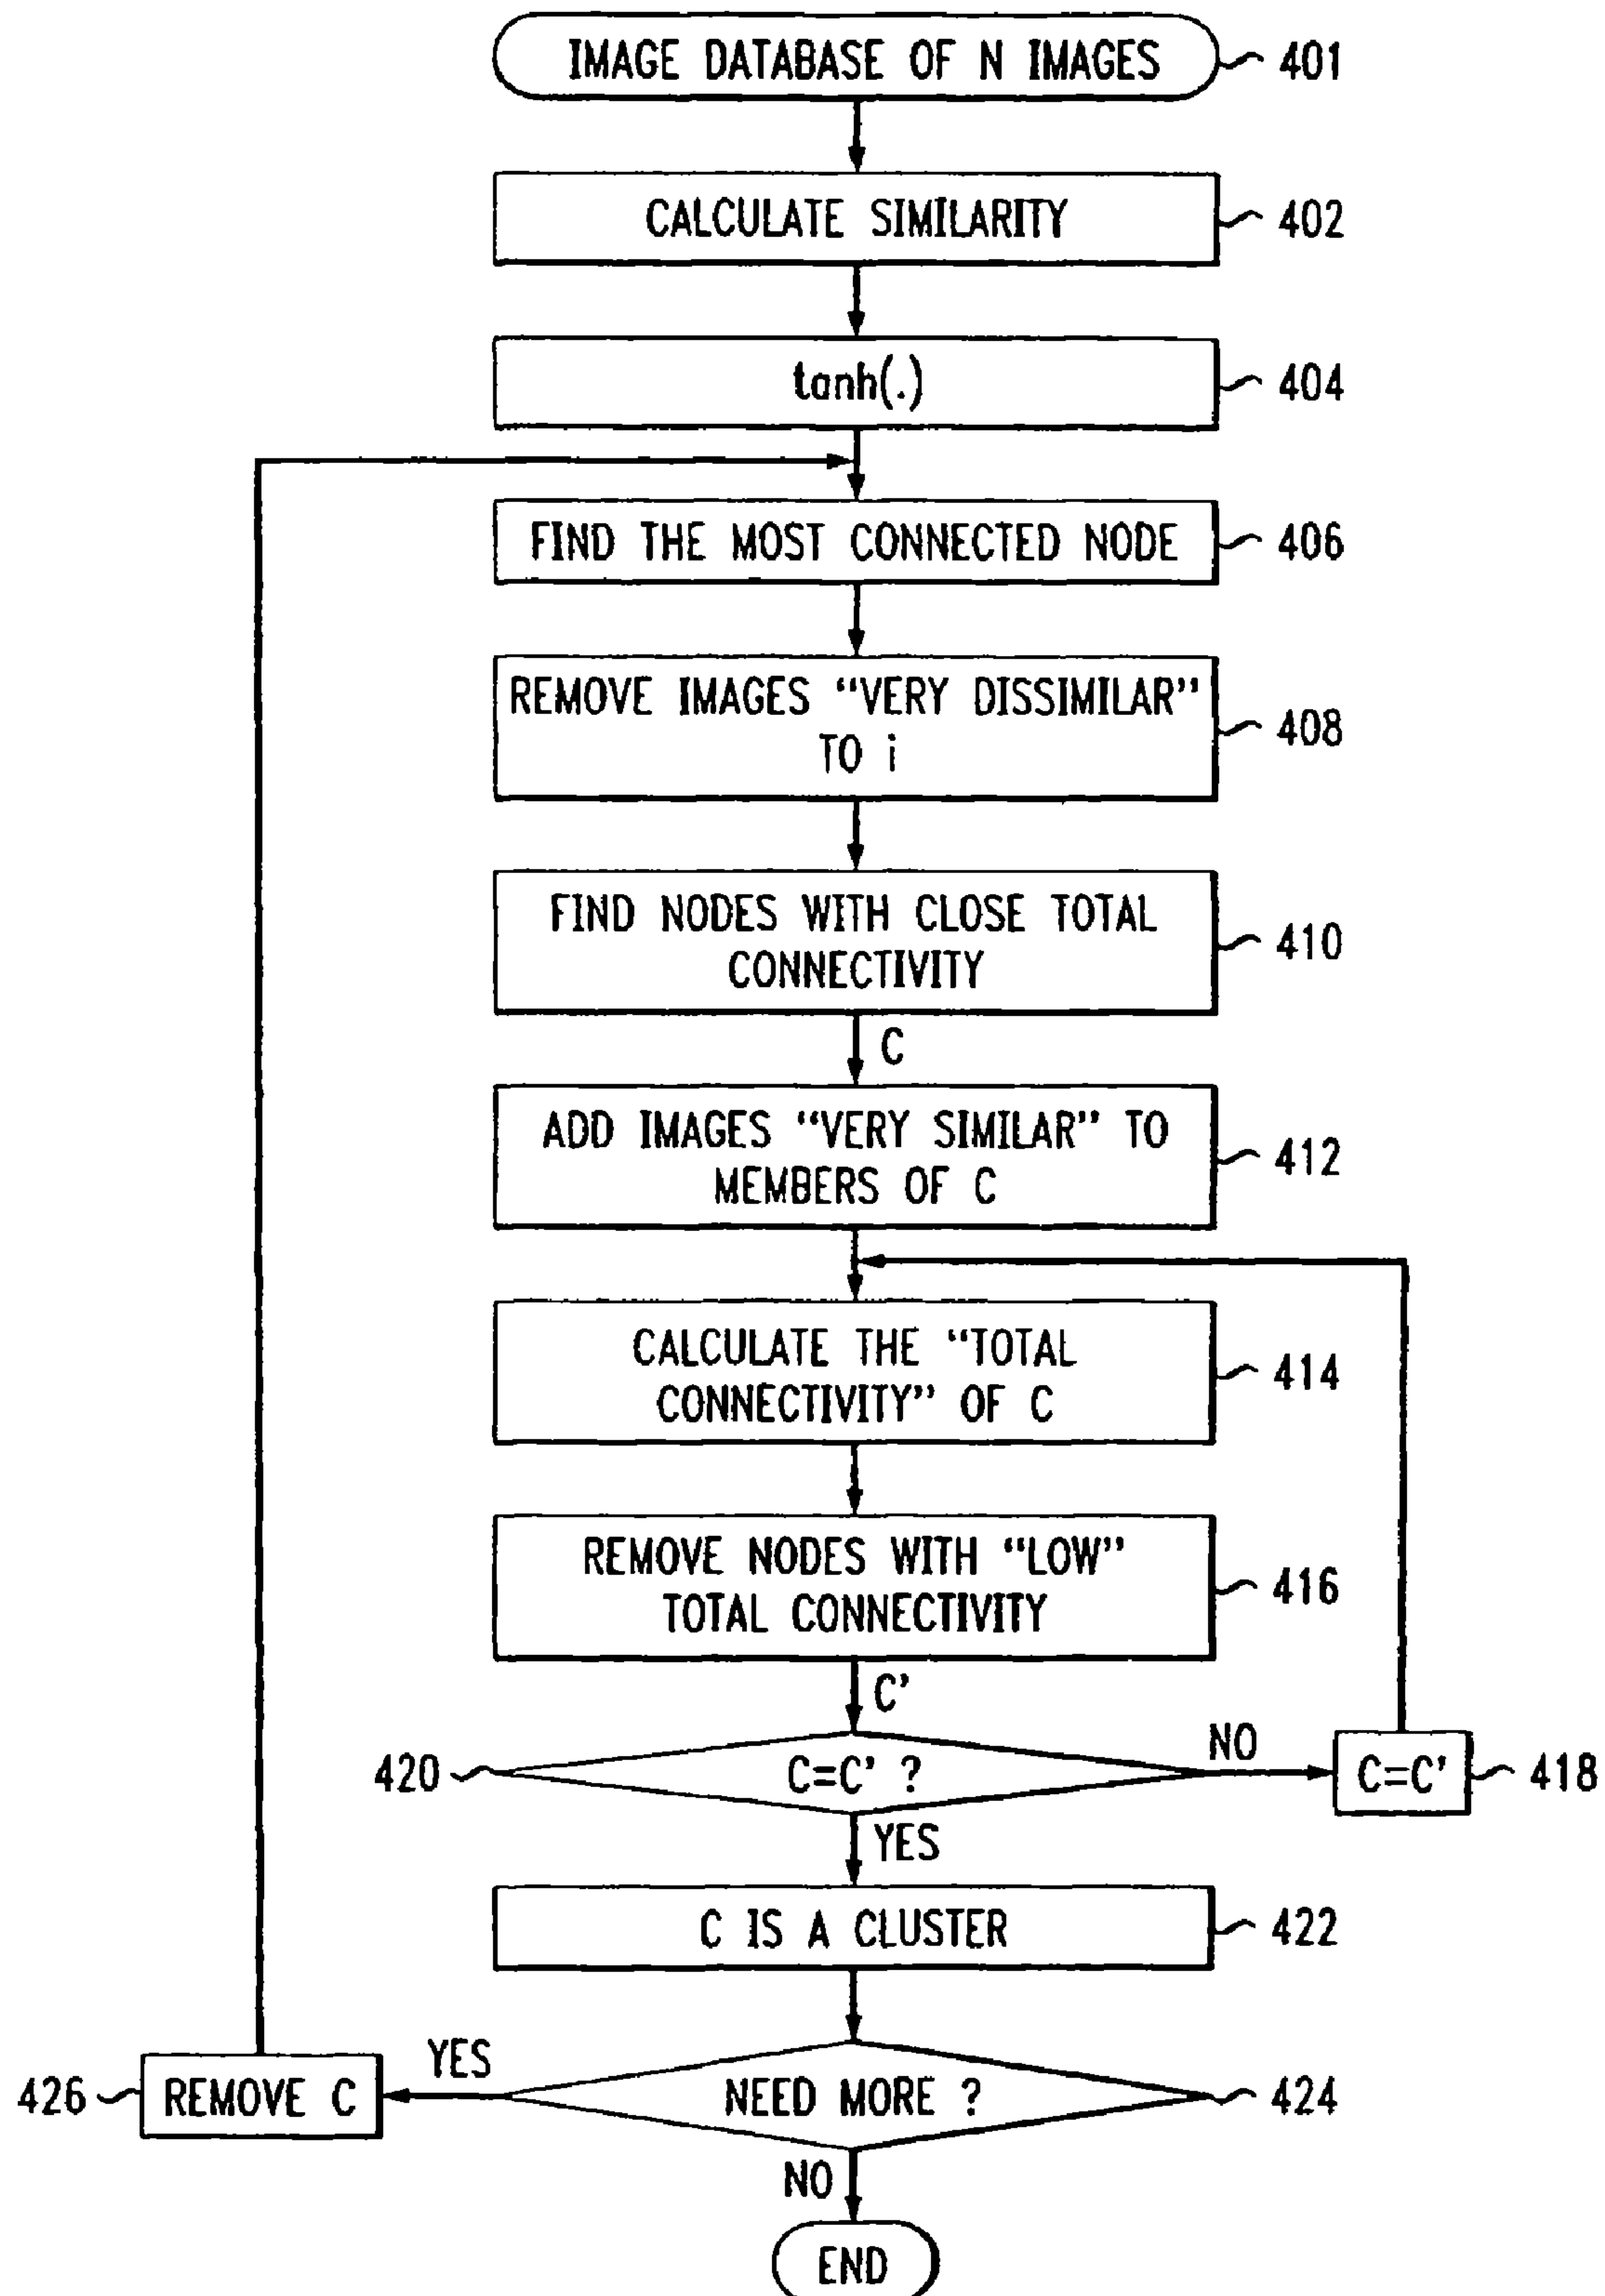 IMAGE DATABASE OF N IMAGES
401
CALCULATE SIMILARITY
402
tanh(.)
404
FIND THE MOST CONNECTED NODE
406
REMOVE IMAGES “VERY DISSIMILAR”
TO i
408
FIND NODES WITH CLOSE TOTAL
CONNECTIVITY
410
C
ADD IMAGES “VERY SIMILAR” TO
MEMBERS OF C
412
CALCULATE THE “TOTAL
CONNECTIVITY” OF C
414
REMOVE NODES WITH “LOW”
TOTAL CONNECTIVITY
416
C'
420
C=C' ?
NO
C=C'
418
YES
C IS A CLUSTER
422
426
REMOVE C
YES
NEED MORE ?
424
NO
END